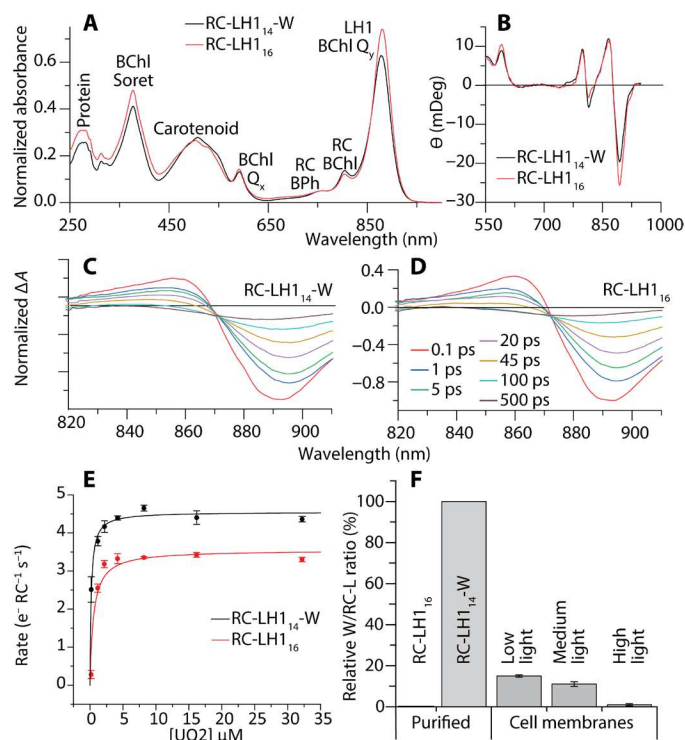 A
RC-LH1₁₄-W
RC-LH1₁₆
Normalized absorbance
0.6
0.4
0.2
0.0
Protein
BChl
Soret
Carotenoid
BChl
Qₓ
RC
BPh
RC
BChl
LH1
BChl Qᵧ
250
450
650
850
B
Θ (mDeg)
10
0
−10
−20
−30
RC-LH1₁₄-W
RC-LH1₁₆
550
700
850
1000
Wavelength (nm)
C
RC-LH1₁₄-W
Normalized ΔA
820
840
860
880
900
D
RC-LH1₁₆
0.4
0.0
−0.4
−0.8
0.1 ps
1 ps
5 ps
20 ps
45 ps
100 ps
500 ps
820
840
860
880
900
Wavelength (nm)
E
Rate (e⁻ RC⁻¹ s⁻¹)
5
4
3
2
1
0
RC-LH1₁₄-W
RC-LH1₁₆
0
5
10
15
20
25
30
35
[UQ2] μM
F
Relative W/RC-L ratio (%)
100
80
60
40
20
0
RC-LH1₁₆
RC-LH1₁₄-W
Low
light
Medium
light
High
light
Purified
Cell membranes